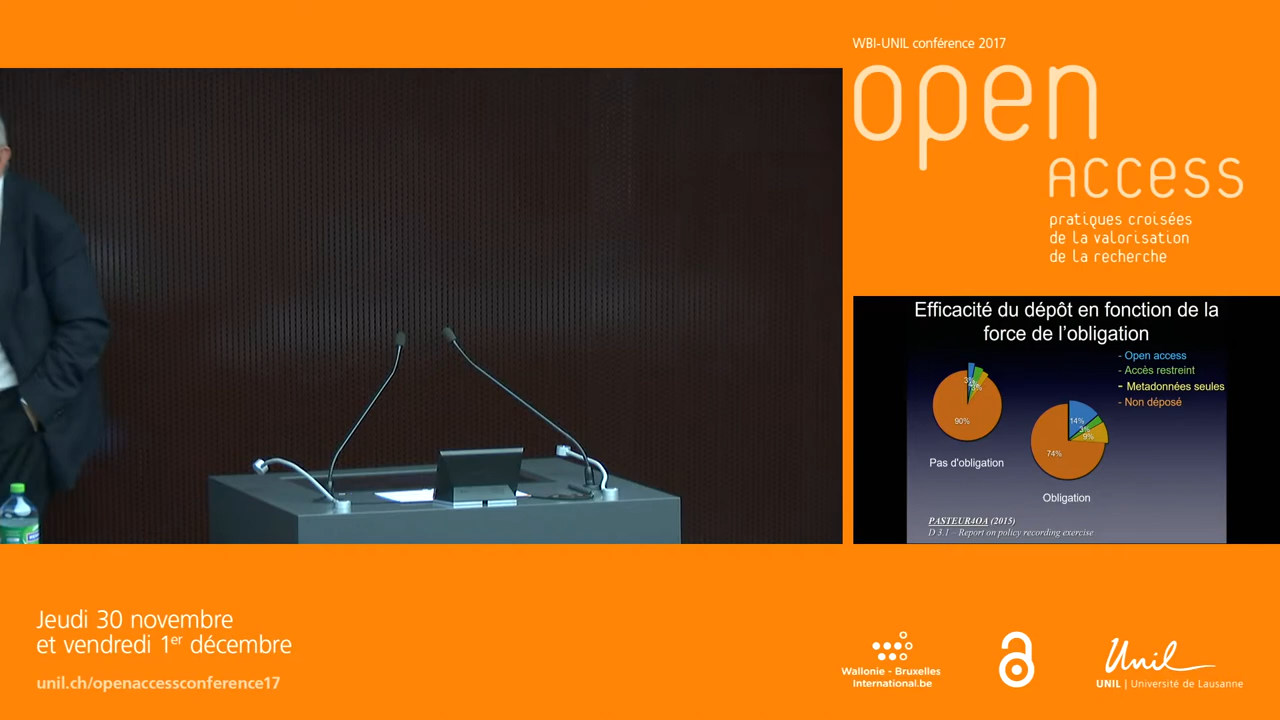 WBI-UNIL conférence 2017
open
access
pratiques croisées
de la valorisation
de la recherche
Efficacité du dépôt en fonction de la
force de l'obligation
- Open access
- Accès restreint
- Metadonnées seules
- Non déposé
3%
3%
90%
14%
3%
9%
74%
Pas d'obligation
Obligation
PASTEUR4OA (2015)
D 3.1 – Report on policy recording exercise
Jeudi 30 novembre
et vendredi 1er décembre
unil.ch/openaccessconference17
Wallonie - Bruxelles
International.be
Unil
UNIL | Université de Lausanne